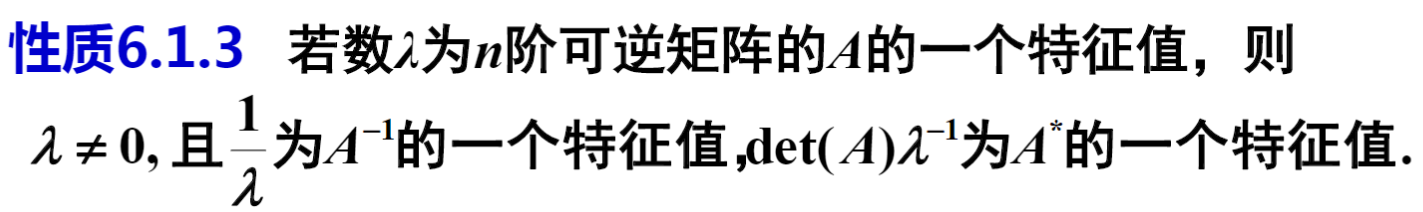 性质6.1.3 若数λ为n阶可逆矩阵的A的一个特征值，则
λ ≠ 0, 且 1/λ 为A⁻¹的一个特征值,det(A)λ⁻¹为A*的一个特征值.